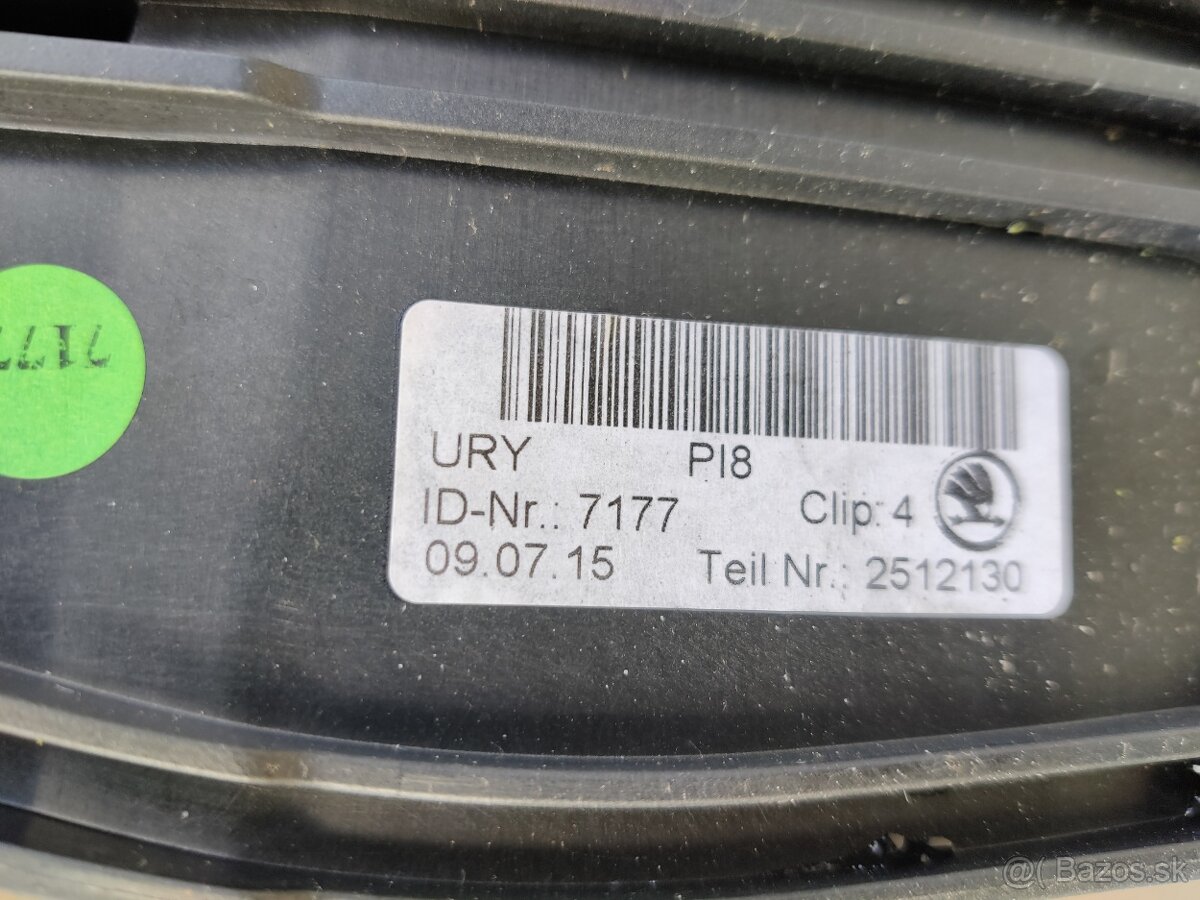 7177
URY PI8
ID-Nr.: 7177 Clip: 4
09.07.15 Teil Nr.: 2512130
@( Bazos.sk